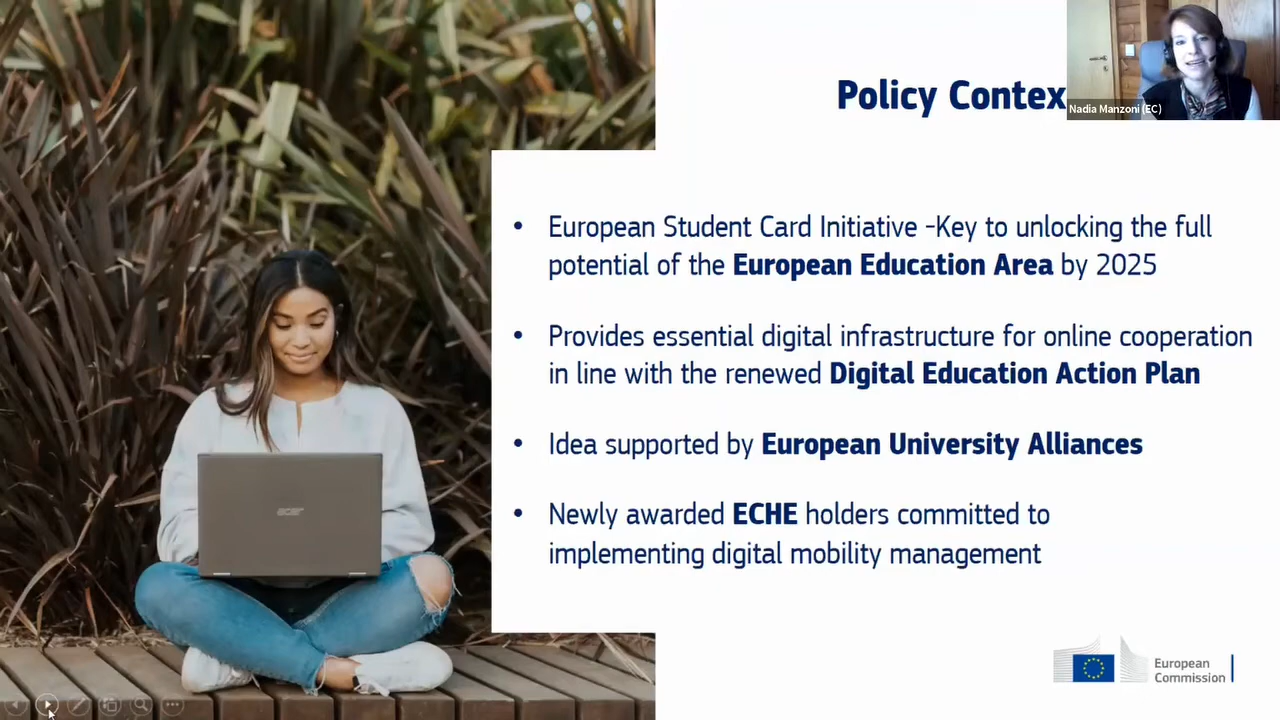 Policy Contex
Nadia Manzoni (EC)
• European Student Card Initiative -Key to unlocking the full
potential of the European Education Area by 2025
• Provides essential digital infrastructure for online cooperation
in line with the renewed Digital Education Action Plan
• Idea supported by European University Alliances
• Newly awarded ECHE holders committed to
implementing digital mobility management
acer
European
Commission